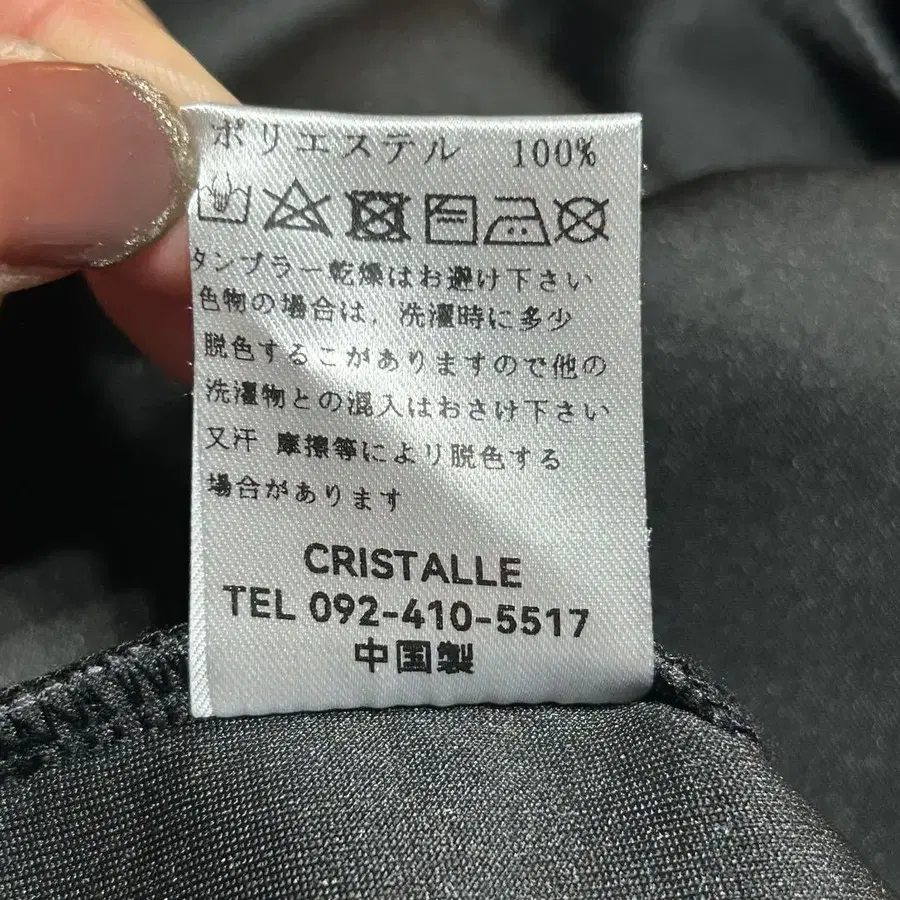 ポリエステル 100%
タンブラー乾燥はお避け下さい
色物の場合は、洗濯時に多少
脱色するこがありますので他の
洗濯物との混入はおさけ下さい
又汗 摩擦等により脱色する
場合があります
CRISTALLE
TEL 092-410-5517
中国製